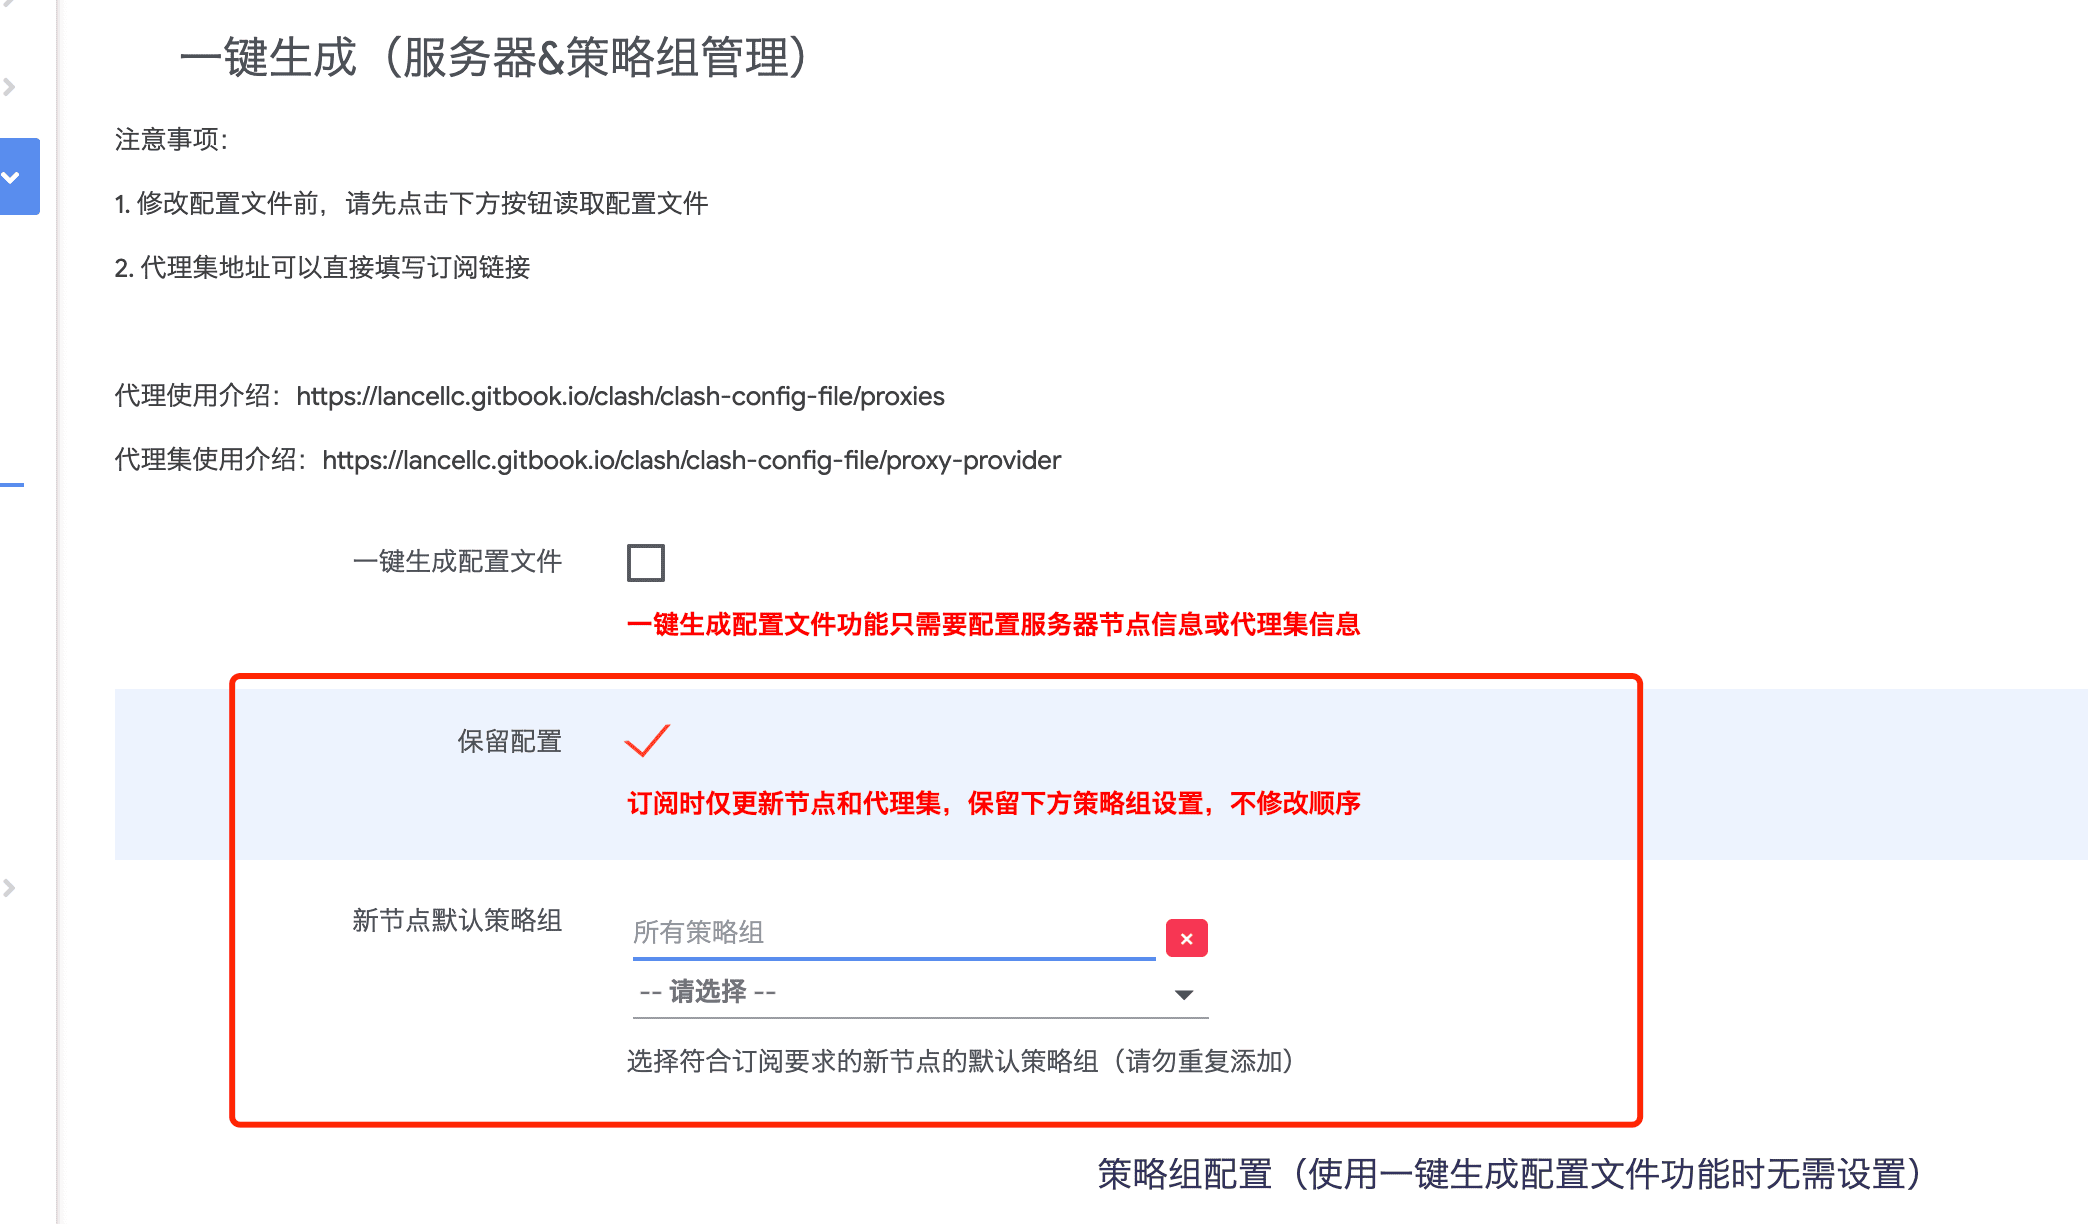 一键生成（服务器&策略组管理）
注意事项：
1. 修改配置文件前，请先点击下方按钮读取配置文件
2. 代理集地址可以直接填写订阅链接
代理使用介绍：https://lancellc.gitbook.io/clash/clash-config-file/proxies
代理集使用介绍：https://lancellc.gitbook.io/clash/clash-config-file/proxy-provider
一键生成配置文件
一键生成配置文件功能只需要配置服务器节点信息或代理集信息
保留配置
订阅时仅更新节点和代理集，保留下方策略组设置，不修改顺序
新节点默认策略组
所有策略组
-- 请选择 --
选择符合订阅要求的新节点的默认策略组（请勿重复添加）
策略组配置（使用一键生成配置文件功能时无需设置）